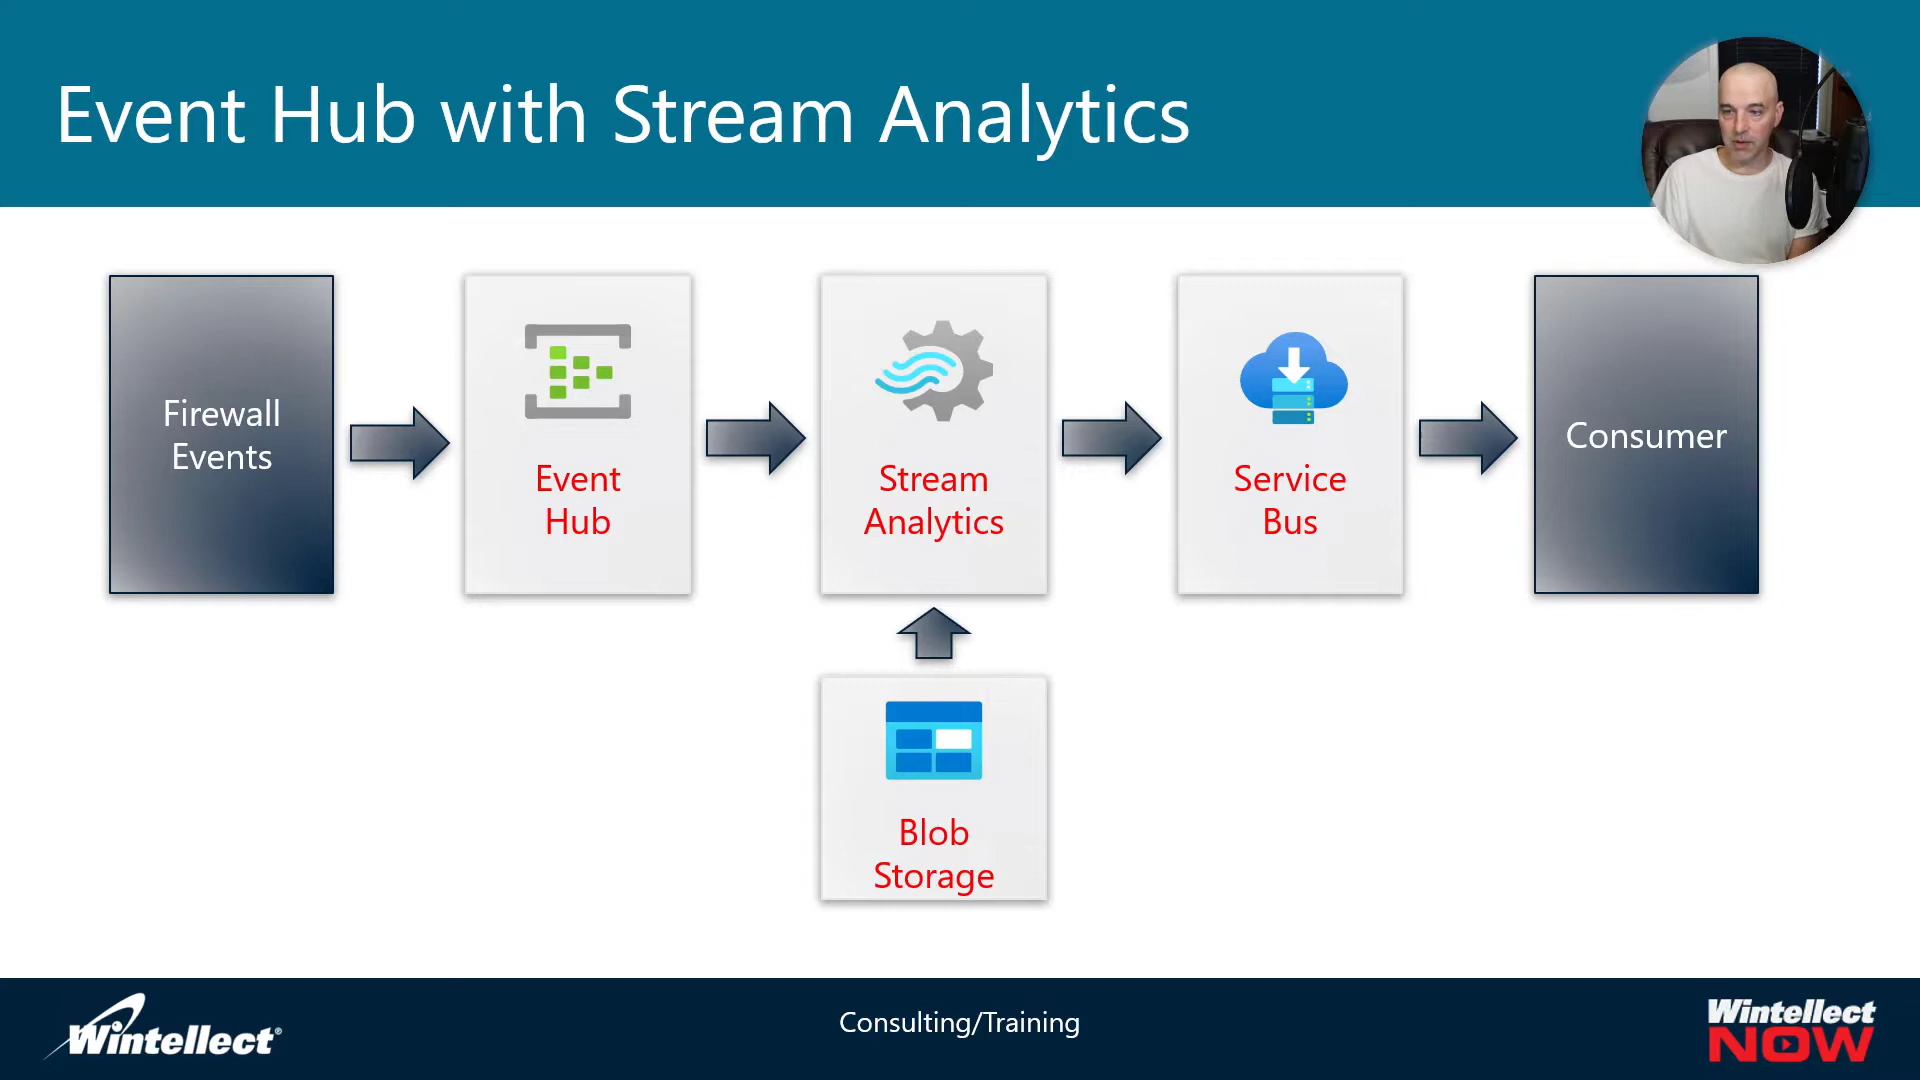 Event Hub with Stream Analytics
Firewall
Events
Event
Hub
Stream
Analytics
Service
Bus
Consumer
Blob
Storage
Wintellect®
Consulting/Training
Wintellect
NOW